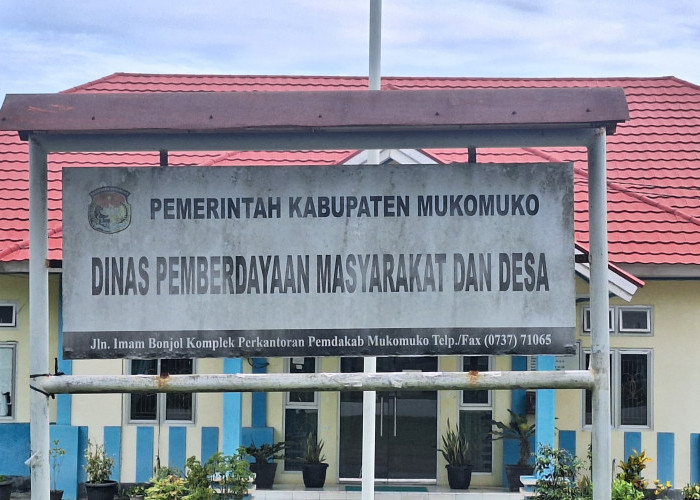 PEMERINTAH KABUPATEN MUKOMUKO
DINAS PEMBERDAYAAN MASYARAKAT DAN DESA
Jln. Imam Bonjol Komplek Perkantoran Pemdakab Mukomuko Telp./Fax (0737) 71065